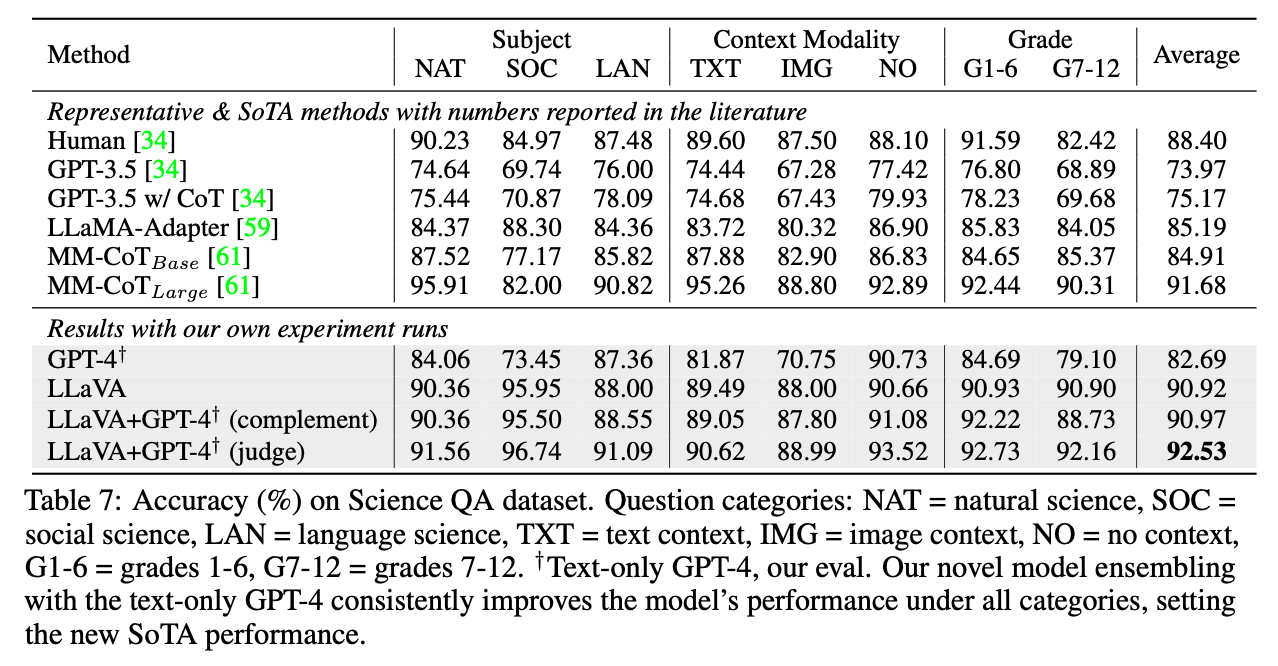 Method Subject Context Modality Grade Average
NAT SOC LAN TXT IMG NO G1-6 G7-12
Representative & SoTA methods with numbers reported in the literature
Human [34] 90.23 84.97 87.48 89.60 87.50 88.10 91.59 82.42 88.40
GPT-3.5 [34] 74.64 69.74 76.00 74.44 67.28 77.42 76.80 68.89 73.97
GPT-3.5 w/ CoT [34] 75.44 70.87 78.09 74.68 67.43 79.93 78.23 69.68 75.17
LLaMA-Adapter [59] 84.37 88.30 84.36 83.72 80.32 86.90 85.83 84.05 85.19
MM-CoT Base [61] 87.52 77.17 85.82 87.88 82.90 86.83 84.65 85.37 84.91
MM-CoT Large [61] 95.91 82.00 90.82 95.26 88.80 92.89 92.44 90.31 91.68
Results with our own experiment runs
GPT-4† 84.06 73.45 87.36 81.87 70.75 90.73 84.69 79.10 82.69
LLaVA 90.36 95.95 88.00 89.49 88.00 90.66 90.93 90.90 90.92
LLaVA+GPT-4† (complement) 90.36 95.50 88.55 89.05 87.80 91.08 92.22 88.73 90.97
LLaVA+GPT-4† (judge) 91.56 96.74 91.09 90.62 88.99 93.52 92.73 92.16 92.53
Table 7: Accuracy (%) on Science QA dataset. Question categories: NAT = natural science, SOC =
social science, LAN = language science, TXT = text context, IMG = image context, NO = no context,
G1-6 = grades 1-6, G7-12 = grades 7-12. †Text-only GPT-4, our eval. Our novel model ensembling
with the text-only GPT-4 consistently improves the model's performance under all categories, setting
the new SoTA performance.